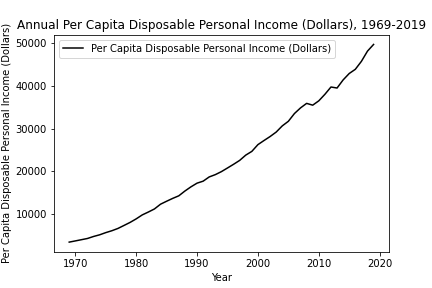 Annual Per Capita Disposable Personal Income (Dollars), 1969-2019
Per Capita Disposable Personal Income (Dollars)
Per Capita Disposable Personal Income (Dollars)
50000
40000
30000
20000
10000
1970 1980 1990 2000 2010 2020
Year